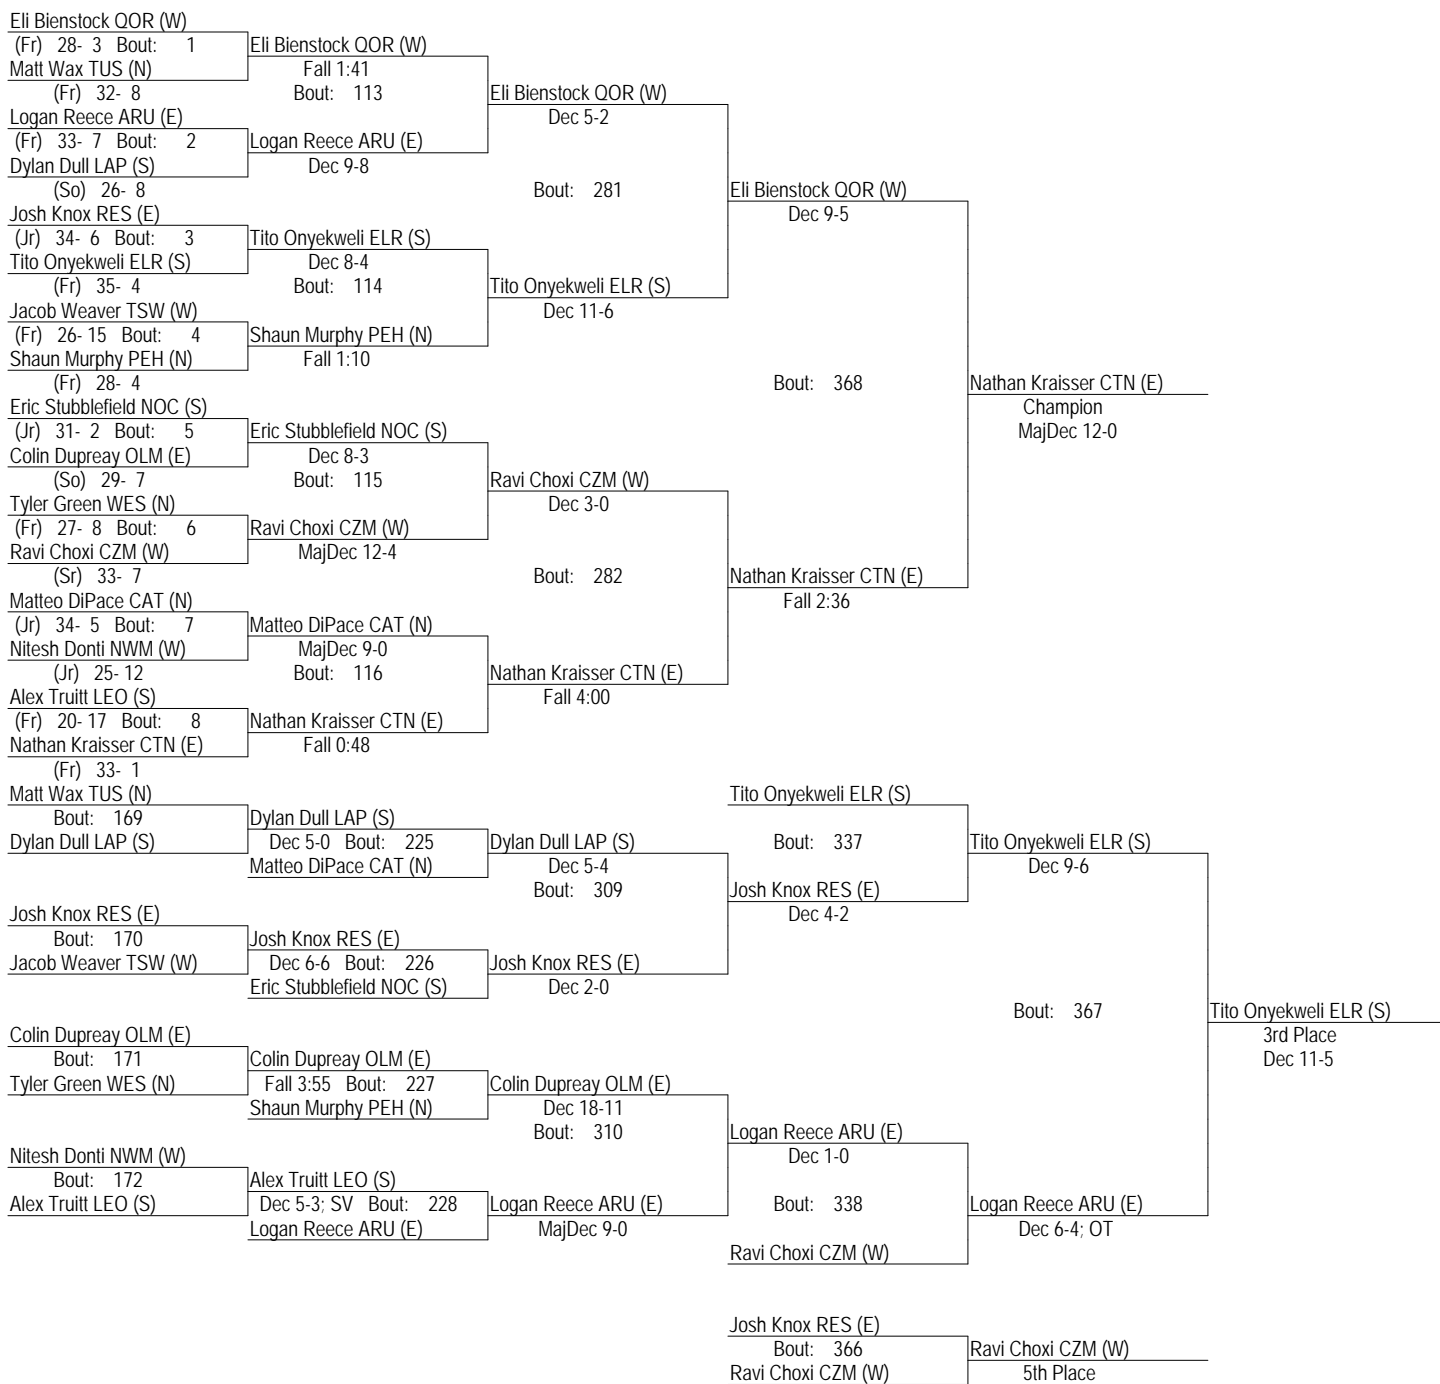 Eli Bienstock QOR (W)
(Fr) 28- 3 Bout: 1 Eli Bienstock QOR (W)
Matt Wax TUS (N) Fall 1:41
(Fr) 32- 8 Bout: 113 Eli Bienstock QOR (W)
Logan Reece ARU (E) Dec 5-2
(Fr) 33- 7 Bout: 2 Logan Reece ARU (E)
Dylan Dull LAP (S) Dec 9-8
(So) 26- 8 Bout: 281 Eli Bienstock QOR (W)
Josh Knox RES (E) Dec 9-5
(Jr) 34- 6 Bout: 3 Tito Onyekweli ELR (S)
Tito Onyekweli ELR (S) Dec 8-4
(Fr) 35- 4 Bout: 114 Tito Onyekweli ELR (S)
Jacob Weaver TSW (W) Dec 11-6
(Fr) 26- 15 Bout: 4 Shaun Murphy PEH (N)
Shaun Murphy PEH (N) Fall 1:10
(Fr) 28- 4 Bout: 368 Nathan Kraisser CTN (E)
Eric Stubblefield NOC (S) Champion
(Jr) 31- 2 Bout: 5 Eric Stubblefield NOC (S) MajDec 12-0
Colin Dupreay OLM (E) Dec 8-3
(So) 29- 7 Bout: 115 Ravi Choxi CZM (W)
Tyler Green WES (N) Dec 3-0
(Fr) 27- 8 Bout: 6 Ravi Choxi CZM (W)
Ravi Choxi CZM (W) MajDec 12-4
(Sr) 33- 7 Bout: 282 Nathan Kraisser CTN (E)
Matteo DiPace CAT (N) Fall 2:36
(Jr) 34- 5 Bout: 7 Matteo DiPace CAT (N)
Nitesh Donti NWM (W) MajDec 9-0
(Jr) 25- 12 Bout: 116 Nathan Kraisser CTN (E)
Alex Truitt LEO (S) Fall 4:00
(Fr) 20- 17 Bout: 8 Nathan Kraisser CTN (E)
Nathan Kraisser CTN (E) Fall 0:48
(Fr) 33- 1
Matt Wax TUS (N) Tito Onyekweli ELR (S)
Bout: 169 Dylan Dull LAP (S)
Dylan Dull LAP (S) Dec 5-0 Bout: 225 Dylan Dull LAP (S) Bout: 337 Tito Onyekweli ELR (S)
Matteo DiPace CAT (N) Dec 5-4 Dec 9-6
Bout: 309 Josh Knox RES (E)
Josh Knox RES (E) Dec 4-2
Bout: 170 Josh Knox RES (E)
Jacob Weaver TSW (W) Dec 6-6 Bout: 226 Josh Knox RES (E)
Eric Stubblefield NOC (S) Dec 2-0
Bout: 367 Tito Onyekweli ELR (S)
Colin Dupreay OLM (E) 3rd Place
Bout: 171 Colin Dupreay OLM (E) Dec 11-5
Tyler Green WES (N) Fall 3:55 Bout: 227 Colin Dupreay OLM (E)
Shaun Murphy PEH (N) Dec 18-11
Bout: 310 Logan Reece ARU (E)
Nitesh Donti NWM (W) Dec 1-0
Bout: 172 Alex Truitt LEO (S)
Alex Truitt LEO (S) Dec 5-3; SV Bout: 228 Logan Reece ARU (E) Bout: 338 Logan Reece ARU (E)
Logan Reece ARU (E) MajDec 9-0 Dec 6-4; OT
Ravi Choxi CZM (W)
Josh Knox RES (E)
Bout: 366 Ravi Choxi CZM (W)
Ravi Choxi CZM (W) 5th Place